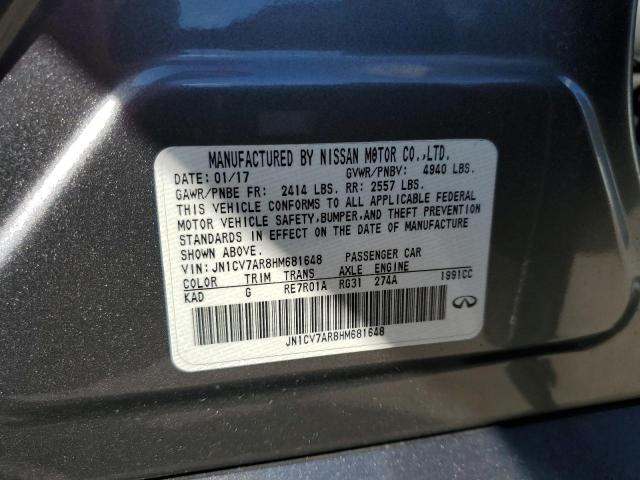 MANUFACTURED BY NISSAN MOTOR CO.,LTD.
DATE: 01/17 GVWR/PNBV: 4940 LBS.
GAWR/PNBE FR: 2414 LBS. RR: 2557 LBS.
THIS VEHICLE CONFORMS TO ALL APPLICABLE FEDERAL
MOTOR VEHICLE SAFETY,BUMPER,AND THEFT PREVENTION
STANDARDS IN EFFECT ON THE DATE OF MANUFACTURE
SHOWN ABOVE.
VIN: JN1CV7AR8HM681648 PASSENGER CAR
COLOR TRIM TRANS AXLE ENGINE 1991CC
KAD G RE7R01A RG31 274A
JN1CV7AR8HM681648